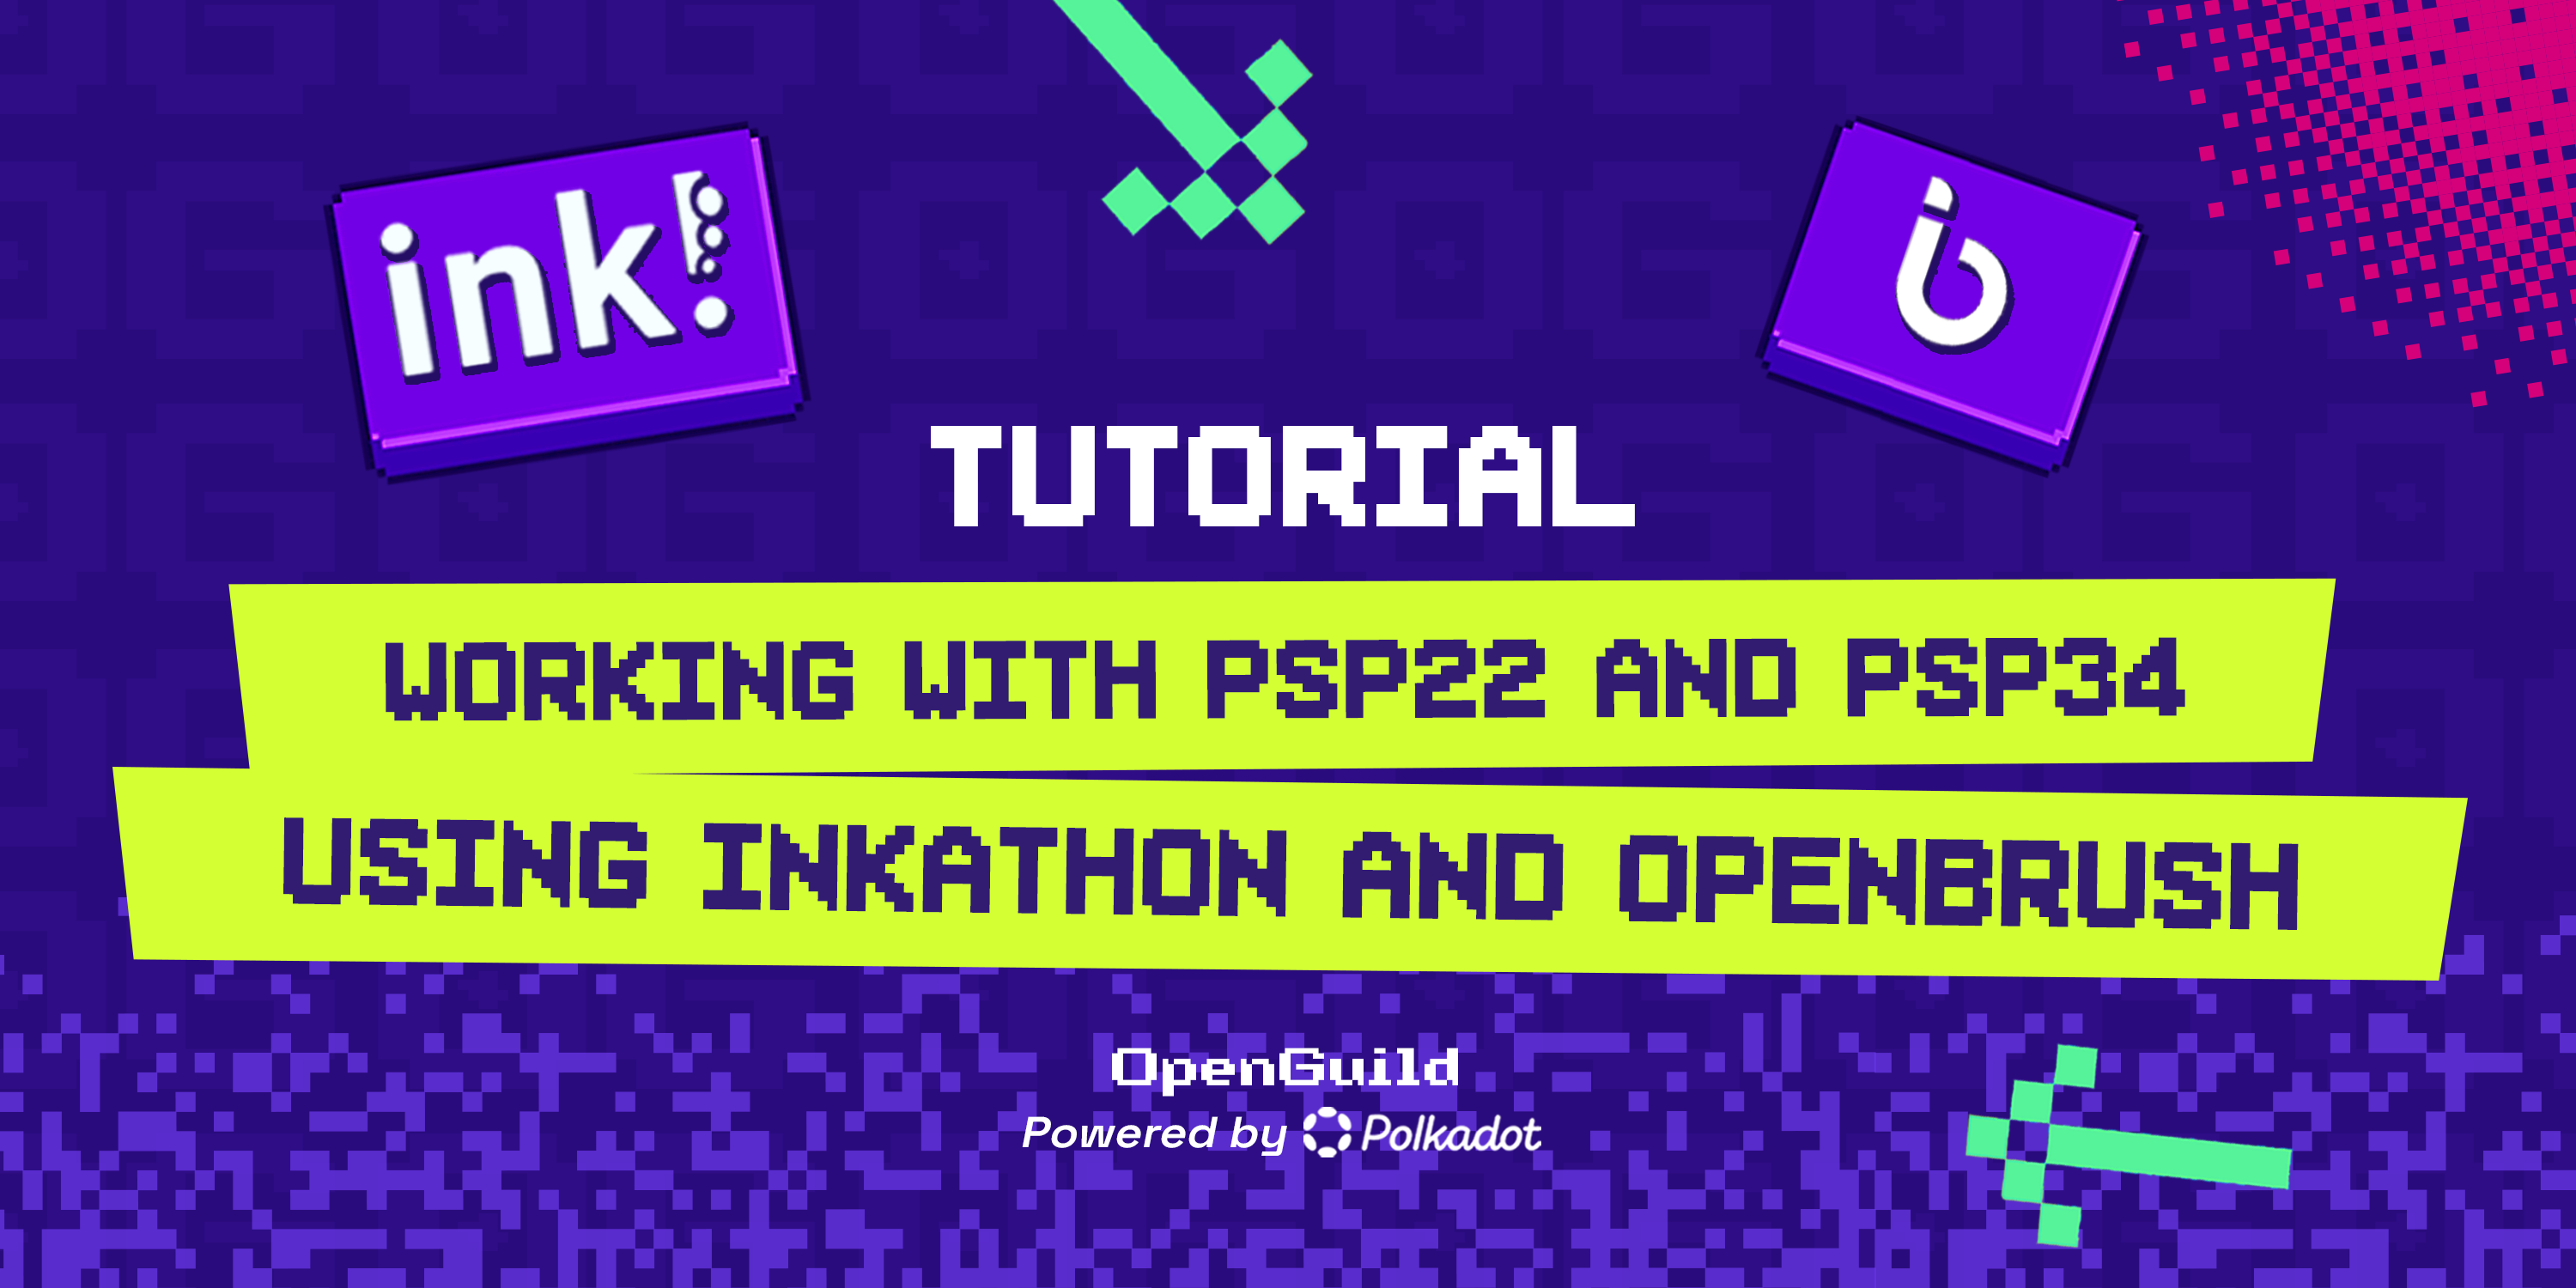 ink!
TUTORIAL
WORKING WITH PSP22 AND PSP34
USING INKATHON AND OPENBRUSH
OpenGuild
Powered by Polkadot